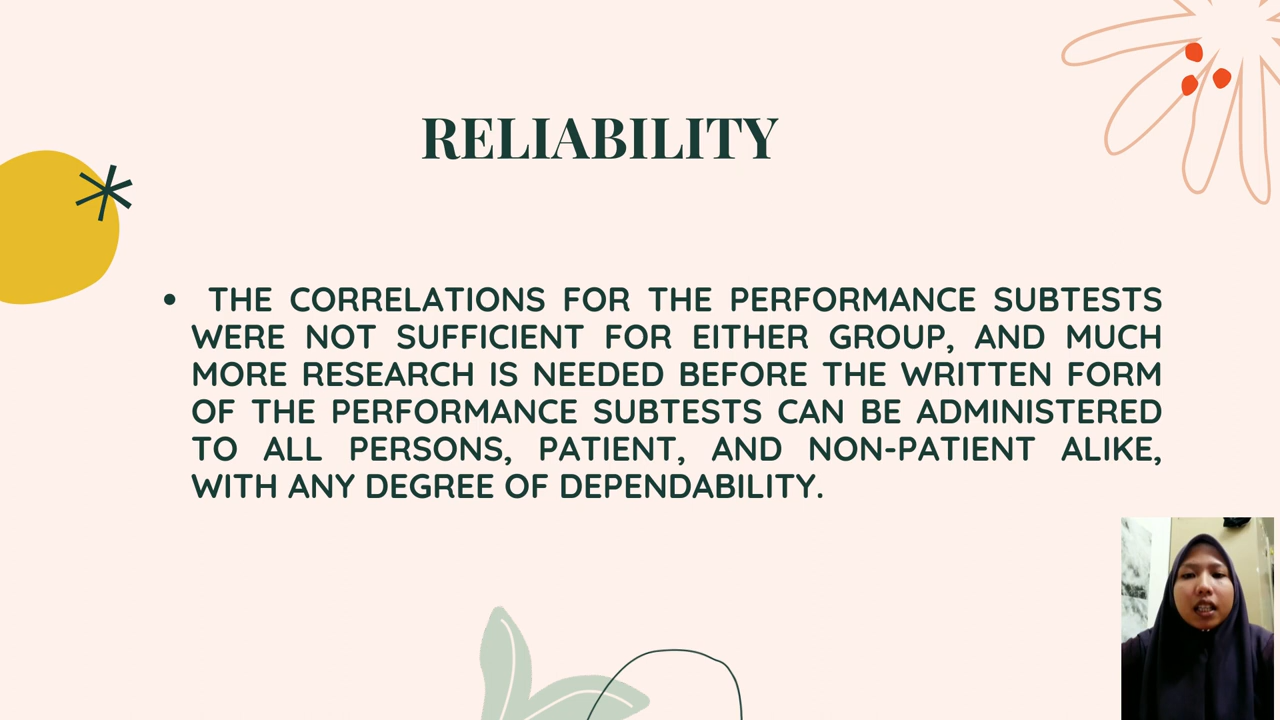 RELIABILITY
• THE CORRELATIONS FOR THE PERFORMANCE SUBTESTS
WERE NOT SUFFICIENT FOR EITHER GROUP, AND MUCH
MORE RESEARCH IS NEEDED BEFORE THE WRITTEN FORM
OF THE PERFORMANCE SUBTESTS CAN BE ADMINISTERED
TO ALL PERSONS, PATIENT, AND NON-PATIENT ALIKE,
WITH ANY DEGREE OF DEPENDABILITY.